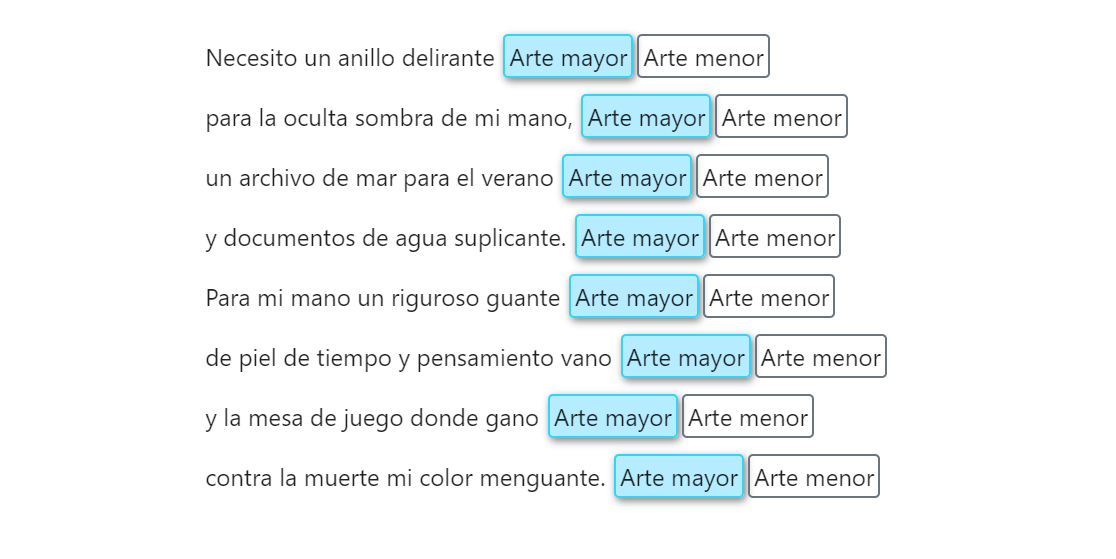 Necesito un anillo delirante Arte mayor Arte menor
para la oculta sombra de mi mano, Arte mayor Arte menor
un archivo de mar para el verano Arte mayor Arte menor
y documentos de agua suplicante. Arte mayor Arte menor
Para mi mano un riguroso guante Arte mayor Arte menor
de piel de tiempo y pensamiento vano Arte mayor Arte menor
y la mesa de juego donde gano Arte mayor Arte menor
contra la muerte mi color menguante. Arte mayor Arte menor